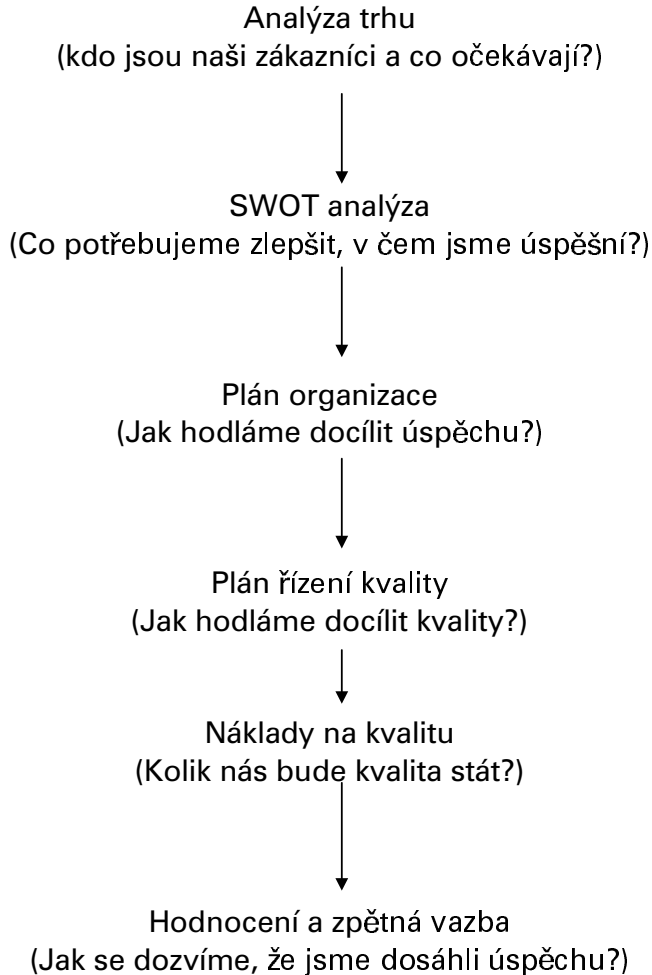 Analýza trhu
(kdo jsou naši zákazníci a co očekávají?)
SWOT analýza
(Co potřebujeme zlepšit, v čem jsme úspěšní?)
Plán organizace
(Jak hodláme docílit úspěchu?)
Plán řízení kvality
(Jak hodláme docílit kvality?)
Náklady na kvalitu
(Kolik nás bude kvalita stát?)
Hodnocení a zpětná vazba
(Jak se dozvíme, že jsme dosáhli úspěchu?)